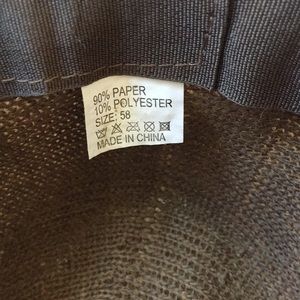 90% PAPER
10% POLYESTER
SIZE: 58
MADE IN CHINA